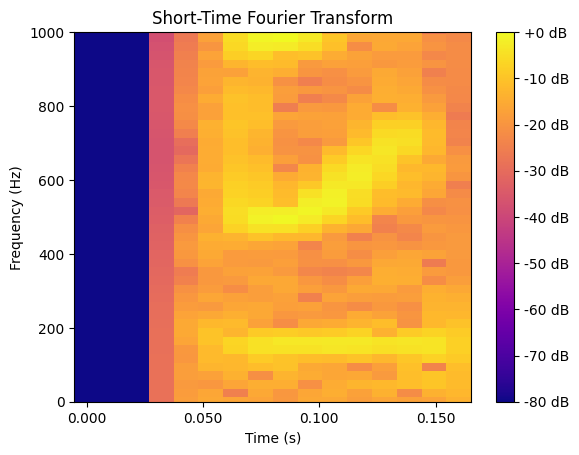 Short-Time Fourier Transform
1000
800
600
400
200
0
Frequency (Hz)
0.000
0.050
0.100
0.150
Time (s)
+0 dB
-10 dB
-20 dB
-30 dB
-40 dB
-50 dB
-60 dB
-70 dB
-80 dB